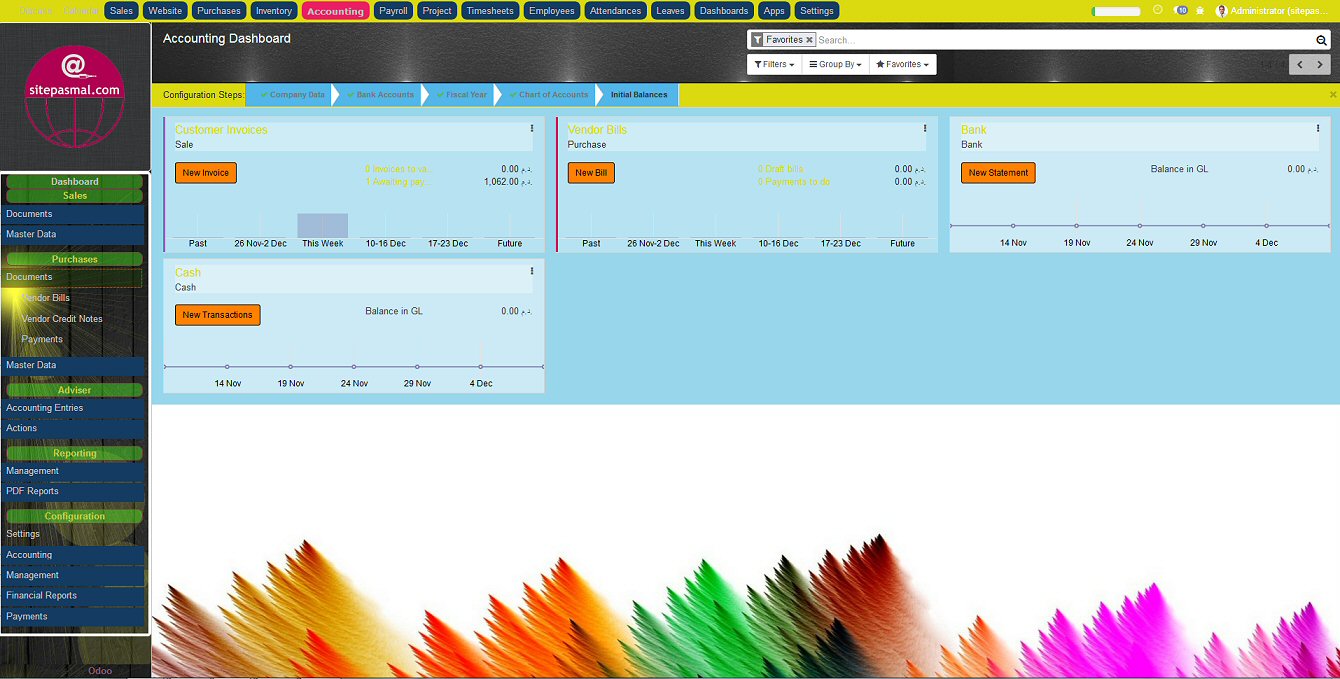 Discuss Calendar Sales Website Purchases Inventory Accounting Payroll Project Timesheets Employees Attendances Leaves Dashboards Apps Settings 10 Administrator (sitepas...
@
sitepasmal.com
Accounting Dashboard
Favorites × Search...
Filters Group By Favorites
Configuration Steps: Company Data Bank Accounts Fiscal Year Chart of Accounts Initial Balances
Dashboard
Sales
Documents
Master Data
Purchases
Documents
Vendor Bills
Vendor Credit Notes
Payments
Master Data
Adviser
Accounting Entries
Actions
Reporting
Management
PDF Reports
Configuration
Settings
Accounting
Management
Financial Reports
Payments
Odoo
Customer Invoices
Sale
New Invoice
0 Invoices to va... 0.00 د.م.
1 Awaiting pay... 1,062.00 د.م.
Past 26 Nov-2 Dec This Week 10-16 Dec 17-23 Dec Future
Vendor Bills
Purchase
New Bill
0 Draft bills 0.00 د.م.
0 Payments to do 0.00 د.م.
Past 26 Nov-2 Dec This Week 10-16 Dec 17-23 Dec Future
Bank
Bank
New Statement Balance in GL 0.00 د.م.
14 Nov 19 Nov 24 Nov 29 Nov 4 Dec
Cash
Cash
New Transactions Balance in GL 0.00 د.م.
14 Nov 19 Nov 24 Nov 29 Nov 4 Dec